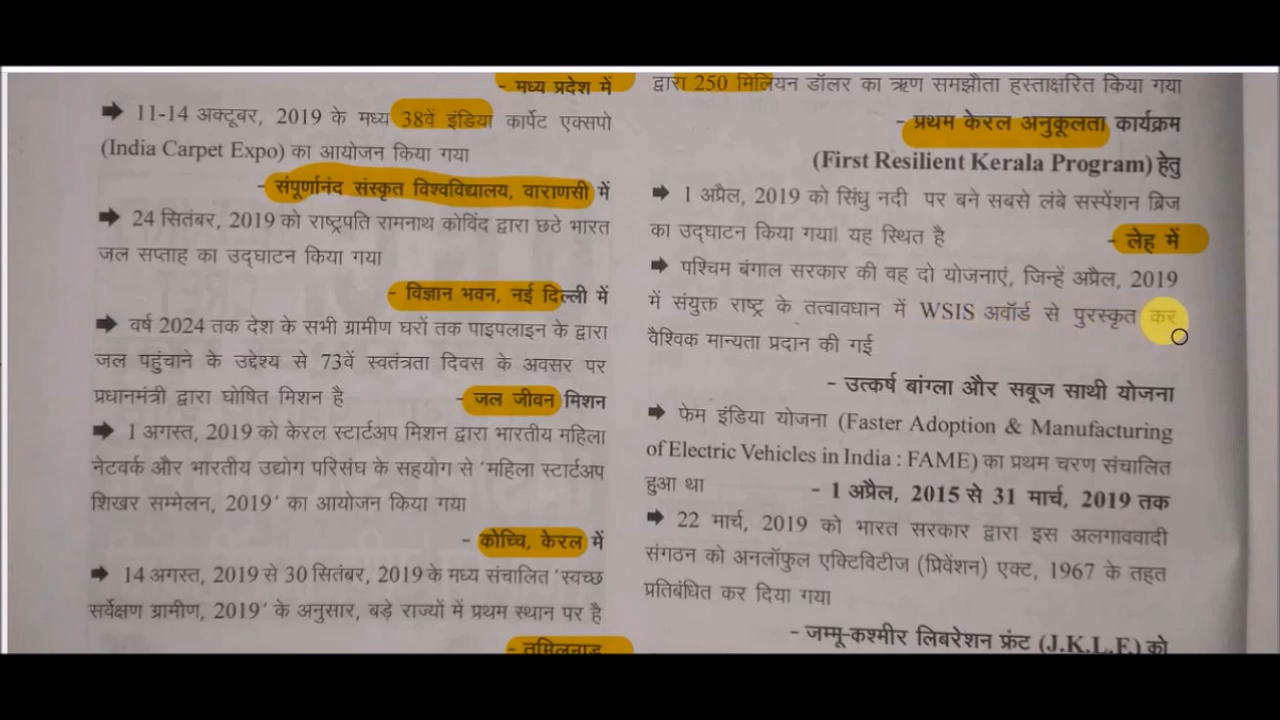 - मध्य प्रदेश में
➡ 11-14 अक्टूबर, 2019 के मध्य 38वें इंडिया कार्पेट एक्सपो
(India Carpet Expo) का आयोजन किया गया
- संपूर्णानंद संस्कृत विश्वविद्यालय, वाराणसी में
➡ 24 सितंबर, 2019 को राष्ट्रपति रामनाथ कोविंद द्वारा छठे भारत
जल सप्ताह का उद्घाटन किया गया
- विज्ञान भवन, नई दिल्ली में
➡ वर्ष 2024 तक देश के सभी ग्रामीण घरों तक पाइपलाइन के द्वारा
जल पहुंचाने के उद्देश्य से 73वें स्वतंत्रता दिवस के अवसर पर
प्रधानमंत्री द्वारा घोषित मिशन है - जल जीवन मिशन
➡ 1 अगस्त, 2019 को केरल स्टार्टअप मिशन द्वारा भारतीय महिला
नेटवर्क और भारतीय उद्योग परिसंघ के सहयोग से 'महिला स्टार्टअप
शिखर सम्मेलन, 2019' का आयोजन किया गया
- कोच्चि, केरल में
➡ 14 अगस्त, 2019 से 30 सितंबर, 2019 के मध्य संचालित 'स्वच्छ
सर्वेक्षण ग्रामीण, 2019' के अनुसार, बड़े राज्यों में प्रथम स्थान पर है
- तमिलनाडु
द्वारा 250 मिलियन डॉलर का ऋण समझौता हस्ताक्षरित किया गया
- प्रथम केरल अनुकूलता कार्यक्रम
(First Resilient Kerala Program) हेतु
➡ 1 अप्रैल, 2019 को सिंधु नदी पर बने सबसे लंबे सस्पेंशन ब्रिज
का उद्घाटन किया गया। यह स्थित है - लेह में
➡ पश्चिम बंगाल सरकार की वह दो योजनाएं, जिन्हें अप्रैल, 2019
में संयुक्त राष्ट्र के तत्वावधान में WSIS अवॉर्ड से पुरस्कृत कर
वैश्विक मान्यता प्रदान की गई
- उत्कर्ष बांग्ला और सबूज साथी योजना
➡ फेम इंडिया योजना (Faster Adoption & Manufacturing
of Electric Vehicles in India : FAME) का प्रथम चरण संचालित
हुआ था - 1 अप्रैल, 2015 से 31 मार्च, 2019 तक
➡ 22 मार्च, 2019 को भारत सरकार द्वारा इस अलगाववादी
संगठन को अनलॉफुल एक्टिविटीज (प्रिवेंशन) एक्ट, 1967 के तहत
प्रतिबंधित कर दिया गया
- जम्मू-कश्मीर लिबरेशन फ्रंट (J.K.L.F.) को